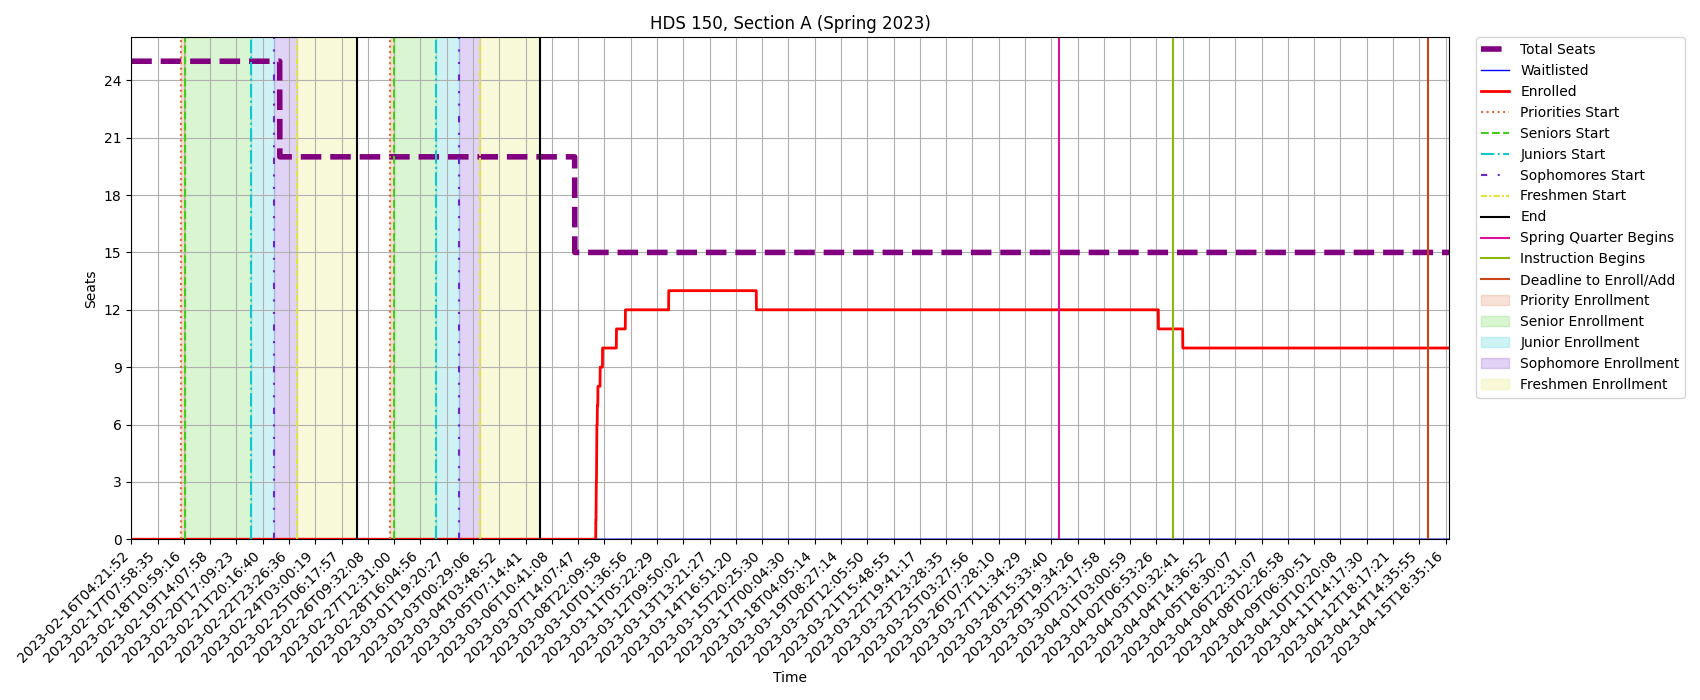 HDS 150, Section A (Spring 2023)
24
21
18
15
12
9
6
3
0
Seats
2023-02-16T04:21:52
2023-02-17T07:58:35
2023-02-18T10:59:16
2023-02-19T14:07:58
2023-02-20T17:09:23
2023-02-21T20:16:40
2023-02-22T23:26:36
2023-02-24T03:00:19
2023-02-25T06:17:57
2023-02-26T09:32:08
2023-02-27T12:31:00
2023-02-28T16:04:56
2023-03-01T19:20:27
2023-03-03T00:29:06
2023-03-04T03:48:52
2023-03-05T07:14:41
2023-03-06T10:41:08
2023-03-07T14:07:47
2023-03-08T22:09:58
2023-03-10T01:36:56
2023-03-11T05:22:29
2023-03-12T09:50:02
2023-03-13T13:21:27
2023-03-14T16:51:20
2023-03-15T20:25:30
2023-03-17T00:04:30
2023-03-18T04:05:14
2023-03-19T08:27:14
2023-03-20T12:05:50
2023-03-21T15:48:55
2023-03-22T19:41:17
2023-03-23T23:28:35
2023-03-25T03:27:56
2023-03-26T07:28:10
2023-03-27T11:34:29
2023-03-28T15:33:40
2023-03-29T19:34:26
2023-03-30T23:17:58
2023-04-01T03:00:59
2023-04-02T06:53:26
2023-04-03T10:32:41
2023-04-04T14:36:52
2023-04-05T18:30:07
2023-04-06T22:31:07
2023-04-08T02:26:58
2023-04-09T06:30:51
2023-04-10T10:20:08
2023-04-11T14:17:30
2023-04-12T18:17:21
2023-04-14T14:35:55
2023-04-15T18:35:16
Time
Total Seats
Waitlisted
Enrolled
Priorities Start
Seniors Start
Juniors Start
Sophomores Start
Freshmen Start
End
Spring Quarter Begins
Instruction Begins
Deadline to Enroll/Add
Priority Enrollment
Senior Enrollment
Junior Enrollment
Sophomore Enrollment
Freshmen Enrollment